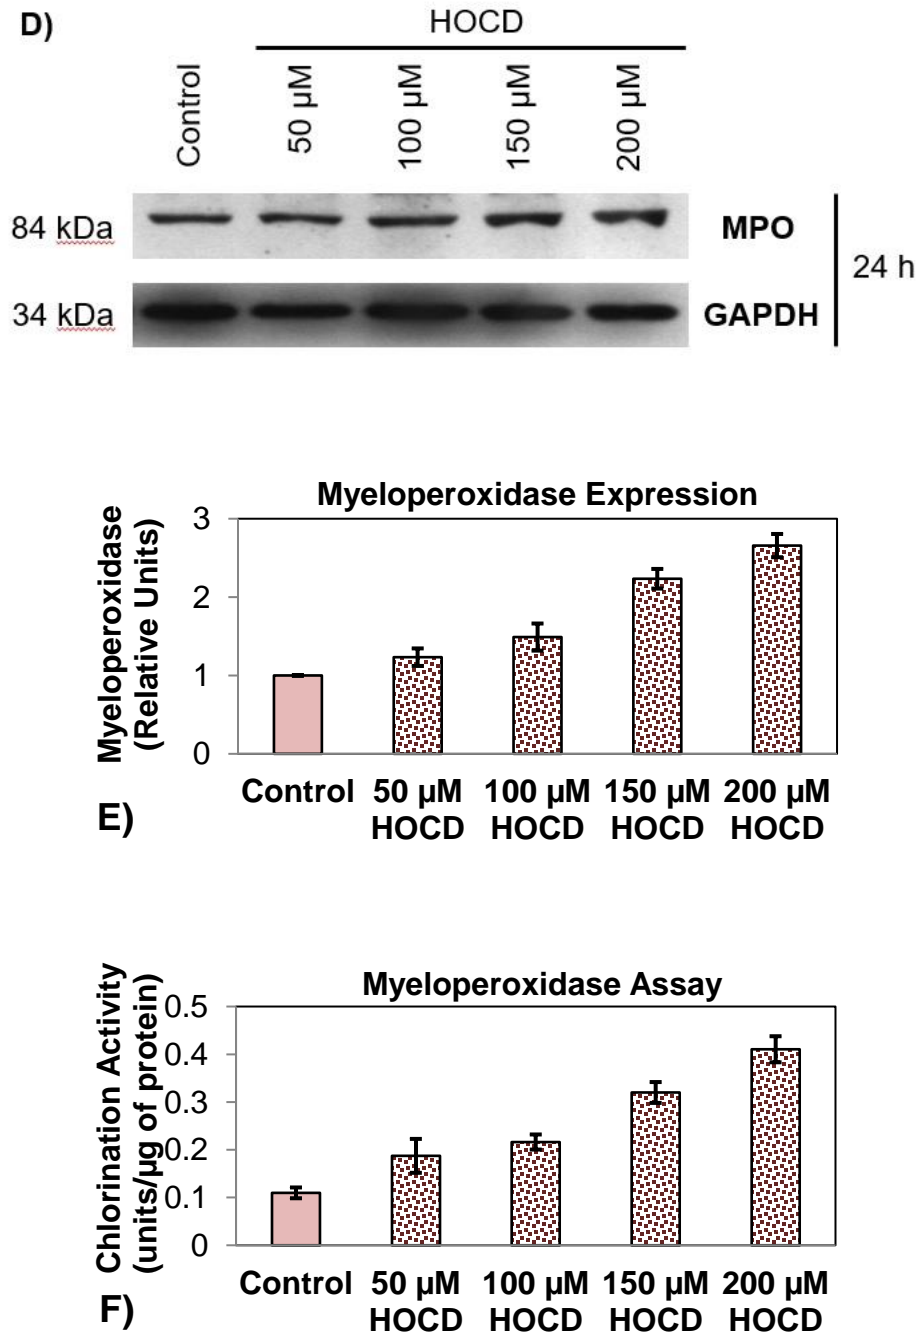 D)
HOCD
Control
50 µM
100 µM
150 µM
200 µM
84 kDa
MPO
34 kDa
GAPDH
24 h
Myeloperoxidase Expression
Myeloperoxidase
(Relative Units)
3
2
1
0
Control 50 µM 100 µM 150 µM 200 µM
HOCD HOCD HOCD HOCD
E)
Myeloperoxidase Assay
Chlorination Activity
(units/µg of protein)
0.5
0.4
0.3
0.2
0.1
0
Control 50 µM 100 µM 150 µM 200 µM
HOCD HOCD HOCD HOCD
F)